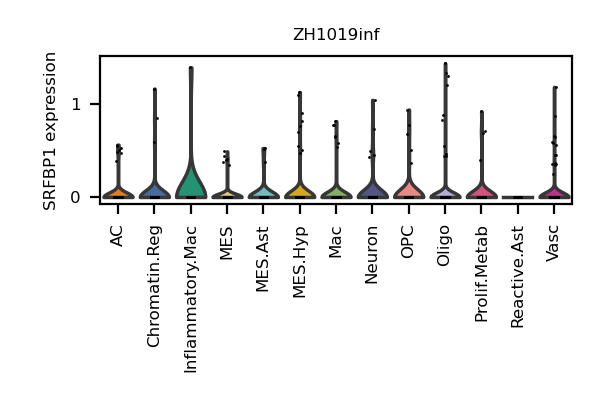 ZH1019inf
SRFBP1 expression
1
0
AC
Chromatin.Reg
Inflammatory.Mac
MES
MES.Ast
MES.Hyp
Mac
Neuron
OPC
Oligo
Prolif.Metab
Reactive.Ast
Vasc